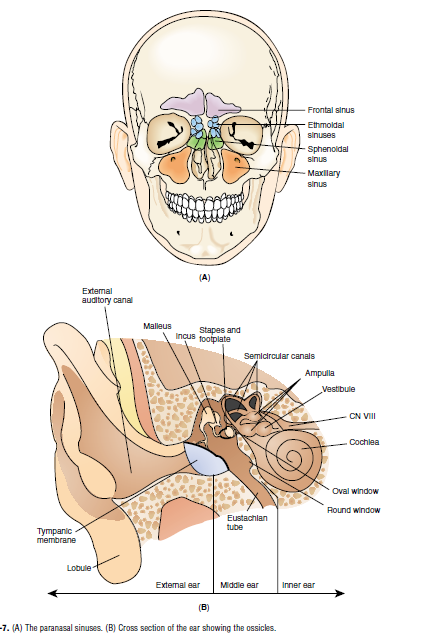 Frontal sinus
Ethmoidal
sinuses
Sphenoidal
sinus
Maxillary
sinus
(A)
External
auditory canal
Malleus
Incus
Stapes and
footplate
Semicircular canals
Ampulla
Vestibule
CN VIII
Cochlea
Oval window
Round window
Eustachian
tube
Tympanic
membrane
Lobule
External ear
Middle ear
Inner ear
(B)
-7. (A) The paranasal sinuses. (B) Cross section of the ear showing the ossicles.